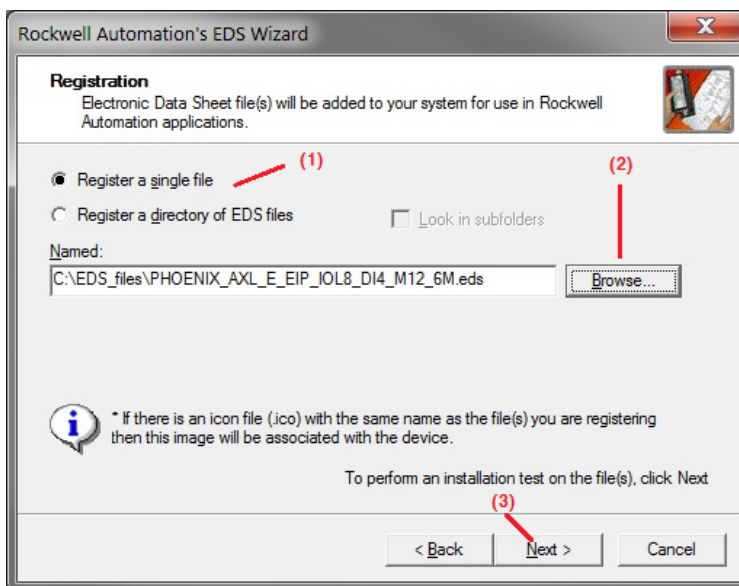 Rockwell Automation's EDS Wizard
X
Registration
Electronic Data Sheet file(s) will be added to your system for use in Rockwell
Automation applications.
(1)
Register a single file
(2)
Register a directory of EDS files
Look in subfolders
Named:
C:\EDS_files\PHOENIX_AXL_E_EIP_IOL8_DI4_M12_6M.eds
Browse...
* If there is an icon file (.ico) with the same name as the file(s) you are registering
then this image will be associated with the device.
To perform an installation test on the file(s), click Next
(3)
< Back
Next >
Cancel